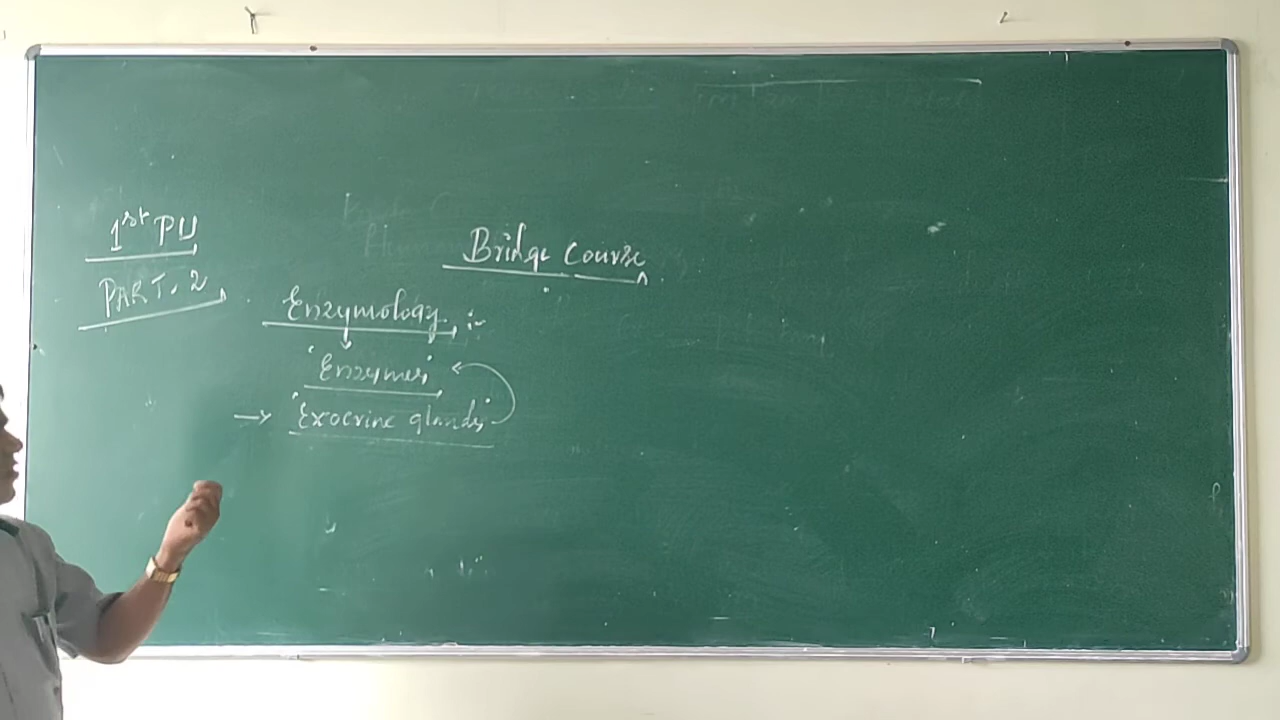 1st PU
PART. 2
Bridge Course
Enzymology :-
"Enzymes"
→ "Exocrine glands"